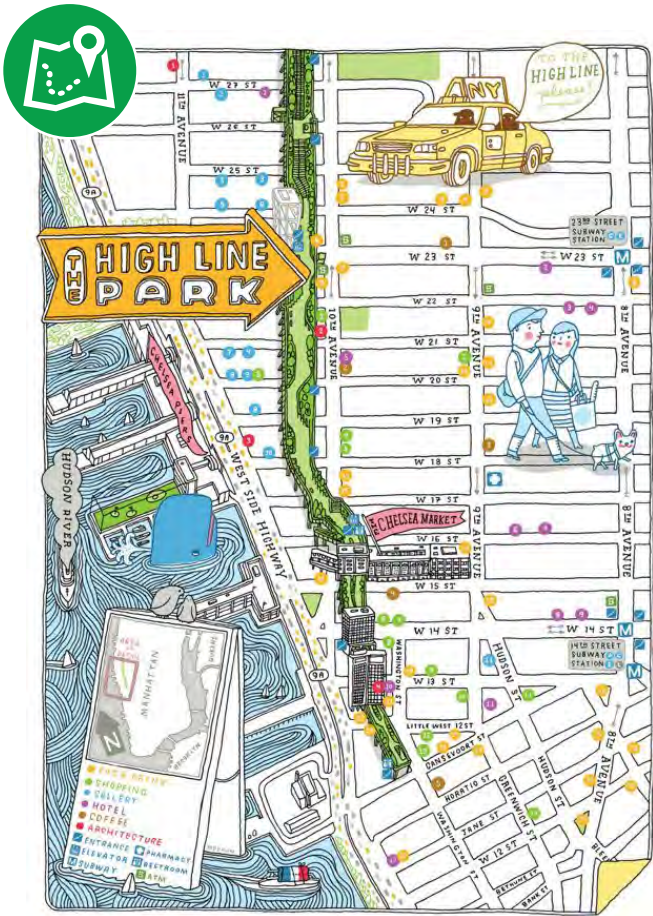 TO THE
HIGH LINE
please!
NY
W 27 ST
11TH AVENUE
W 26 ST
W 25 ST
9A
W 24 ST
23RD STREET
SUBWAY
STATION C E
W 23 ST
W 23 ST
M
THE
HIGH LINE
PARK
W 22 ST
10TH AVENUE
9TH AVENUE
8TH AVENUE
W 21 ST
CHELSEA PIERS
W 20 ST
W 19 ST
9A
W 18 ST
HUDSON RIVER
WEST SIDE HIGHWAY
W 17 ST
CHELSEA MARKET
9TH AVENUE
8TH AVENUE
W 16 ST
W 15 ST
W 14 ST
W 14 ST
M
14TH STREET
SUBWAY
STATION
M
WASHINGTON ST
HUDSON ST
9A
W 13 ST
MANHATTAN
BROOKLYN
N
LITTLE WEST 12 ST
GANSEVOORT ST
HORATIO ST
HUDSON ST
8TH AVENUE
GREENWICH ST
WASHINGTON ST
JANE ST
W 12 ST
BETHUNE ST
BANK ST
SHOPPING
GALLERY
HOTEL
COFFEE
ARCHITECTURE
ENTRANCE
PHARMACY
ELEVATOR
RESTROOM
M SUBWAY
$ ATM